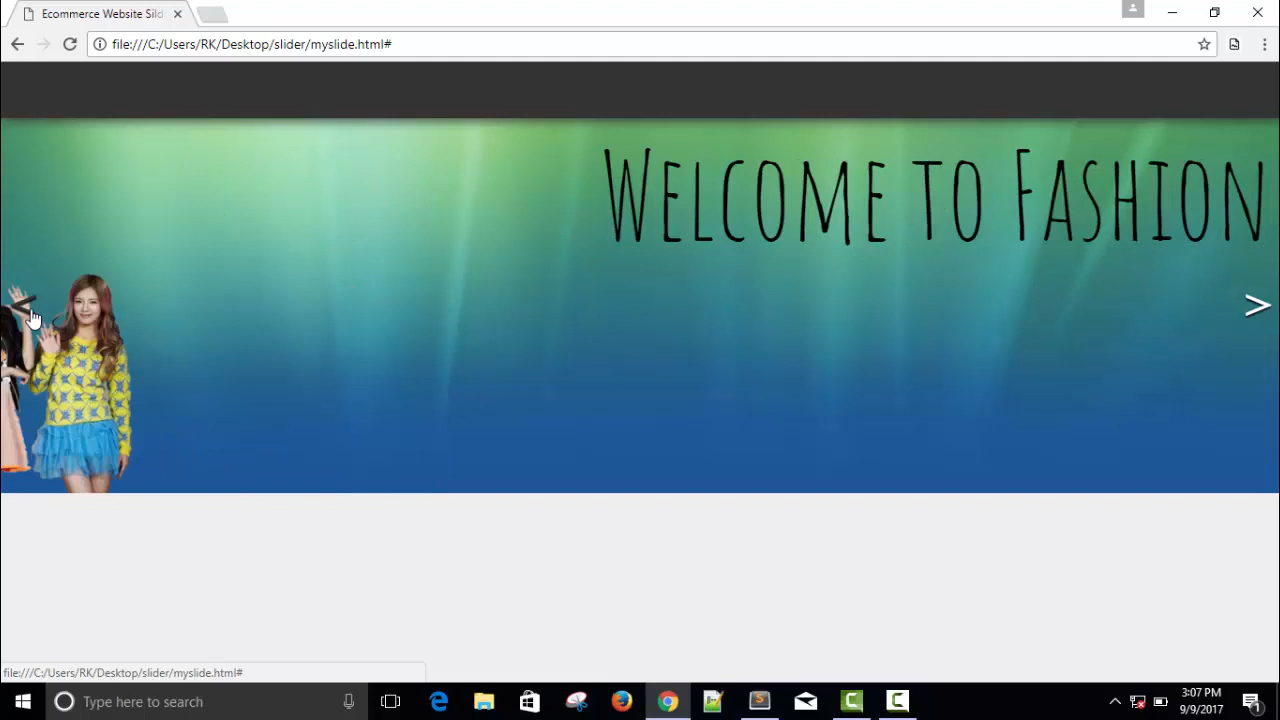 Ecommerce Website Slid
file:///C:/Users/RK/Desktop/slider/myslide.html#
WELCOME TO FASHION
<
>
file:///C:/Users/RK/Desktop/slider/myslide.html#
Type here to search
3:07 PM
9/9/2017
1